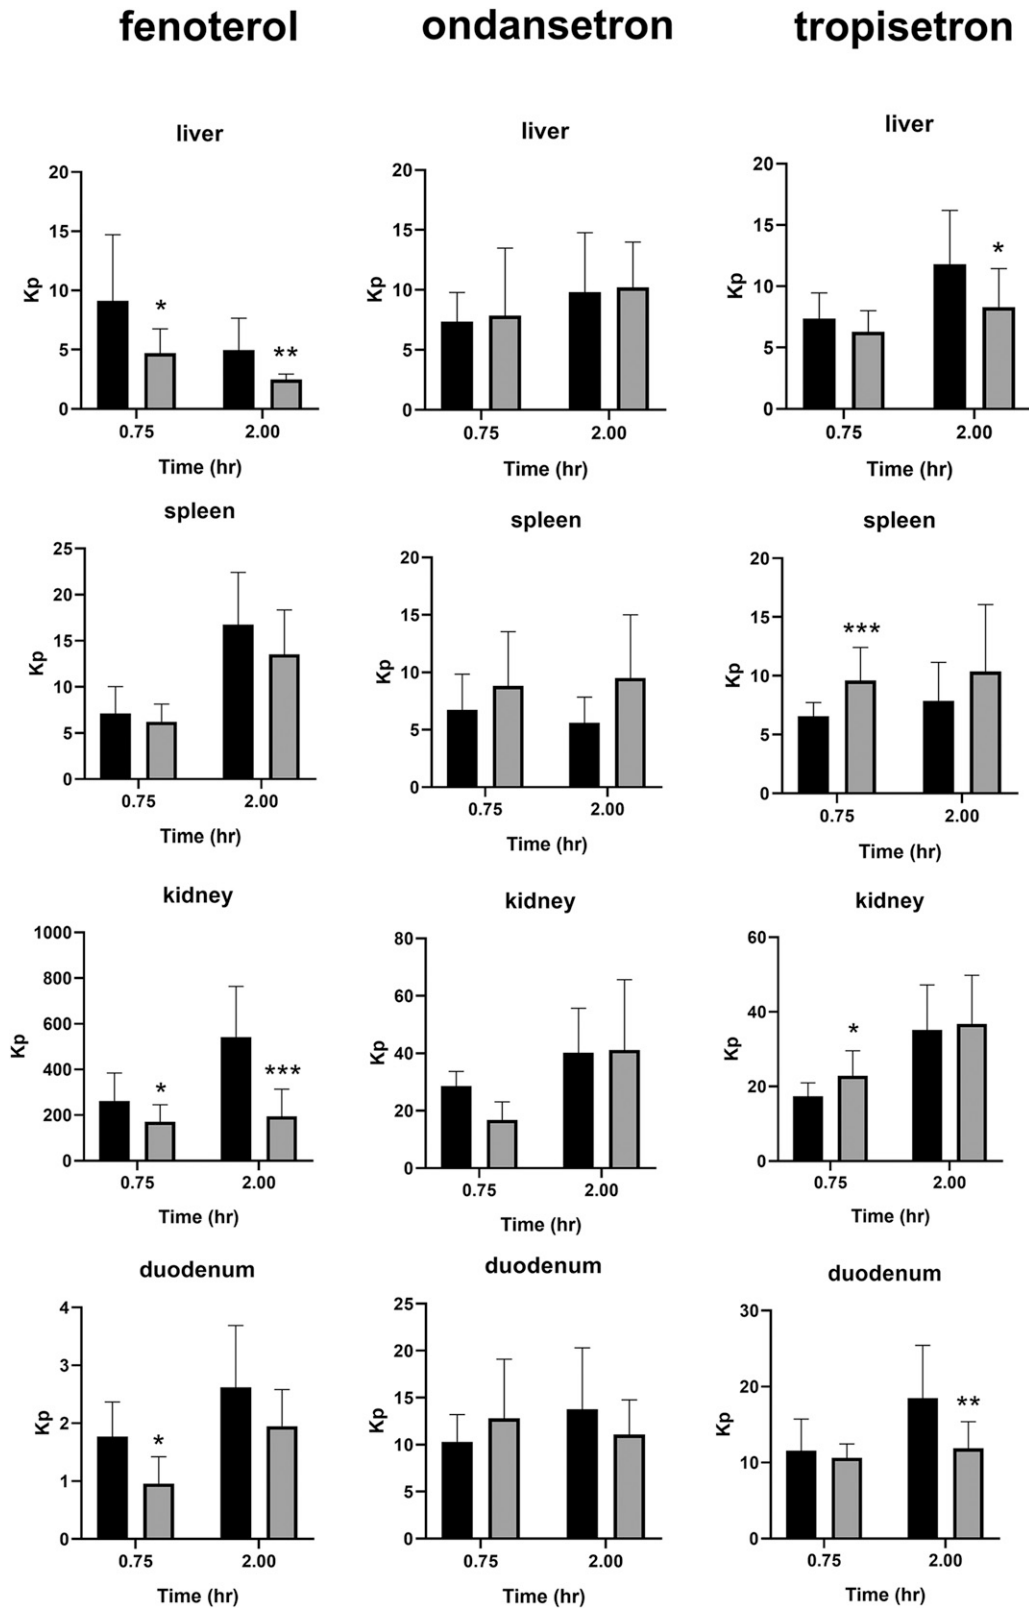 fenoterol ondansetron tropisetron
liver
20
15
10
5
0
Kp
*
**
0.75 2.00
Time (hr)
liver
20
15
10
5
0
Kp
0.75 2.00
Time (hr)
liver
20
15
10
5
0
Kp
*
0.75 2.00
Time (hr)
spleen
25
20
15
10
5
0
Kp
0.75 2.00
Time (hr)
spleen
20
15
10
5
0
Kp
0.75 2.00
Time (hr)
spleen
20
15
10
5
0
Kp
***
0.75 2.00
Time (hr)
kidney
1000
800
600
400
200
0
Kp
*
***
0.75 2.00
Time (hr)
kidney
80
60
40
20
0
Kp
0.75 2.00
Time (hr)
kidney
60
40
20
0
Kp
*
0.75 2.00
Time (hr)
duodenum
4
3
2
1
0
Kp
*
0.75 2.00
Time (hr)
duodenum
25
20
15
10
5
0
Kp
0.75 2.00
Time (hr)
duodenum
30
20
10
0
Kp
**
0.75 2.00
Time (hr)